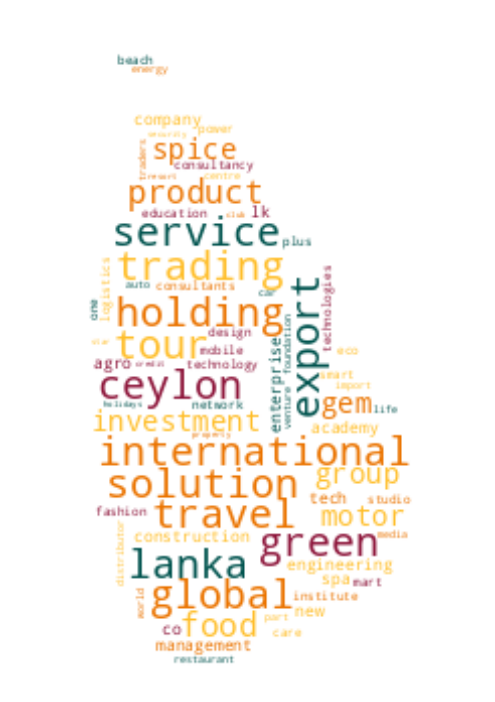 beach
energy
company
power
security
spice
traders
consultancy
resort
centre
product
education
club
lk
service
plus
trading
logistics
auto
consultants
car
technologies
one
holding
export
foundation
design
tour
mobile
eco
agro
credit
technology
enterprise
smart
ceylon
import
venture
holidays
network
gem
life
investment
academy
property
international
group
solution
tech
studio
travel
motor
fashion
media
construction
green
distributor
engineering
lanka
spa
mart
global
institute
world
new
food
part
co
care
management
restaurant